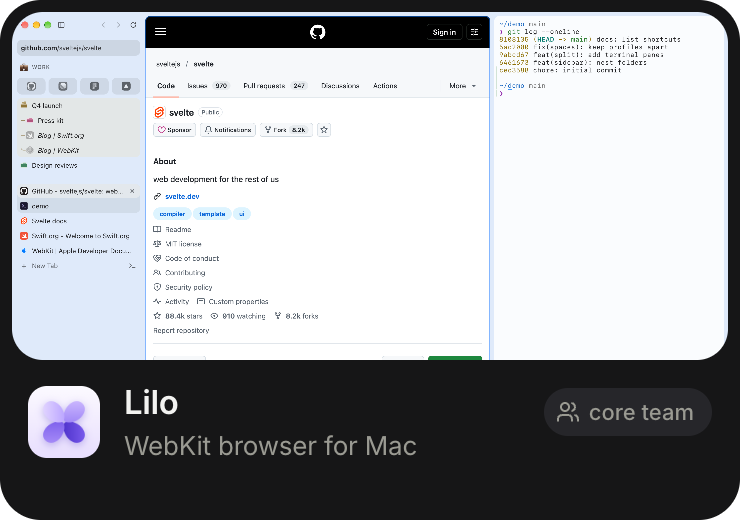 github.com/sveltejs/svelte
WORK
Q4 launch
Press kit
Blog | Swift.org
Blog | WebKit
Design reviews
GitHub - sveltejs/svelte: web...
demo
Svelte docs
Swift.org - Welcome to Swift.org
WebKit | Apple Developer Docu...
New Tab
Sign in
sveltejs / svelte
Code Issues 970 Pull requests 247 Discussions Actions More
svelte Public
Sponsor Notifications Fork 8.2k
About
web development for the rest of us
svelte.dev
compiler template ui
Readme
MIT license
Code of conduct
Contributing
Security policy
Activity Custom properties
88.4k stars 910 watching 8.2k forks
Report repository
~/demo main
❯ git log --oneline
(HEAD -> main) docs: list shortcuts
fix(spaces): keep profiles apart
9abcd67 feat(split): add terminal panes
feat(sidebar): nest folders
chore: initial commit
~/demo main
❯
Lilo
WebKit browser for Mac
core team